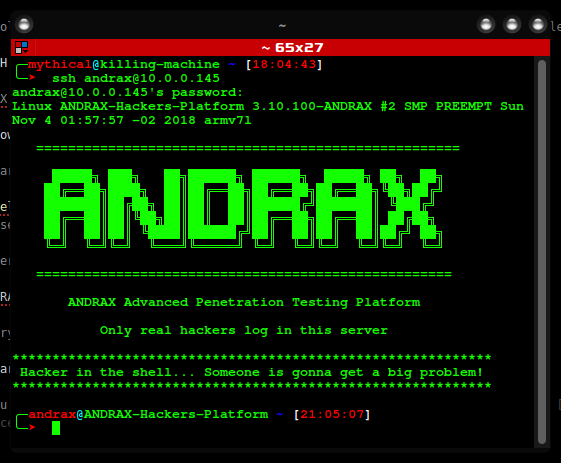 ~
~ 65x27
mythical@killing-machine ~ [18:04:43]
ssh andrax@10.0.0.145
andrax@10.0.0.145's password:
Linux ANDRAX-Hackers-Platform 3.10.100-ANDRAX #2 SMP PREEMPT Sun
Nov 4 01:57:57 -02 2018 armv7l
=====================================================
ANDRAX
====================================================
ANDRAX Advanced Penetration Testing Platform
Only real hackers log in this server
************************************************************
Hacker in the shell... Someone is gonna get a big problem!
************************************************************
andrax@ANDRAX-Hackers-Platform ~ [21:05:07]